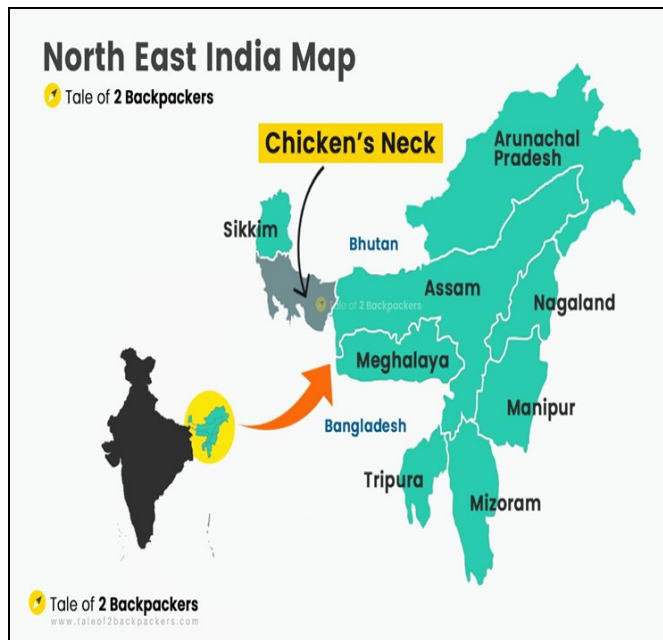 North East India Map
Tale of 2 Backpackers
Chicken's Neck
Arunachal
Pradesh
Sikkim
Bhutan
Assam
Tale of 2 Backpackers
Nagaland
Meghalaya
Manipur
Bangladesh
Tripura
Mizoram
Tale of 2 Backpackers
www.taleof2backpackers.com